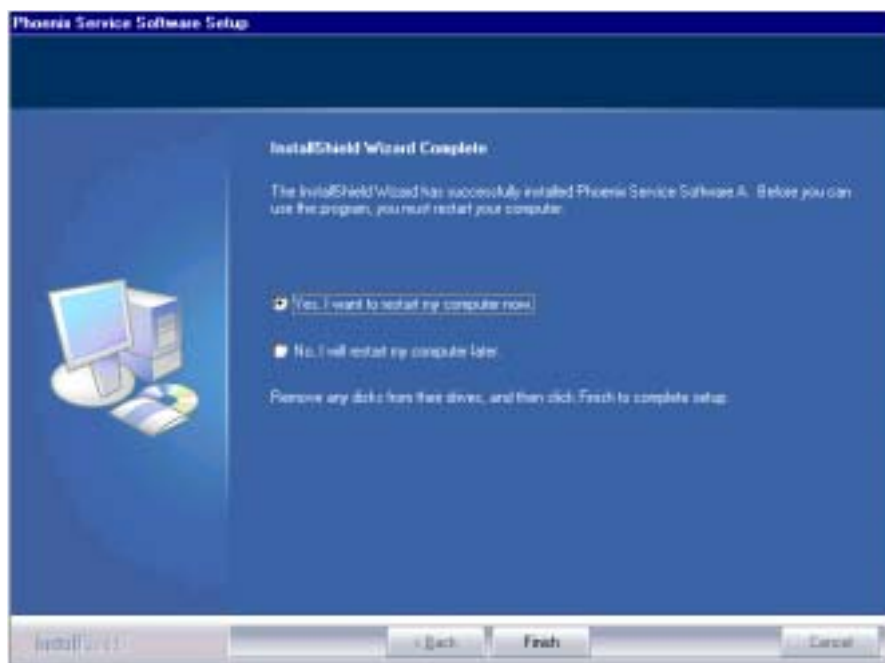 Phoenix Service Software Setup
InstallShield Wizard Complete
The InstallShield Wizard has successfully installed Phoenix Service Software A. Before you can
use the program, you must restart your computer.
Yes, I want to restart my computer now.
No, I will restart my computer later.
Remove any disks from their drives, and then click Finish to complete setup.
< Back
Finish
Cancel